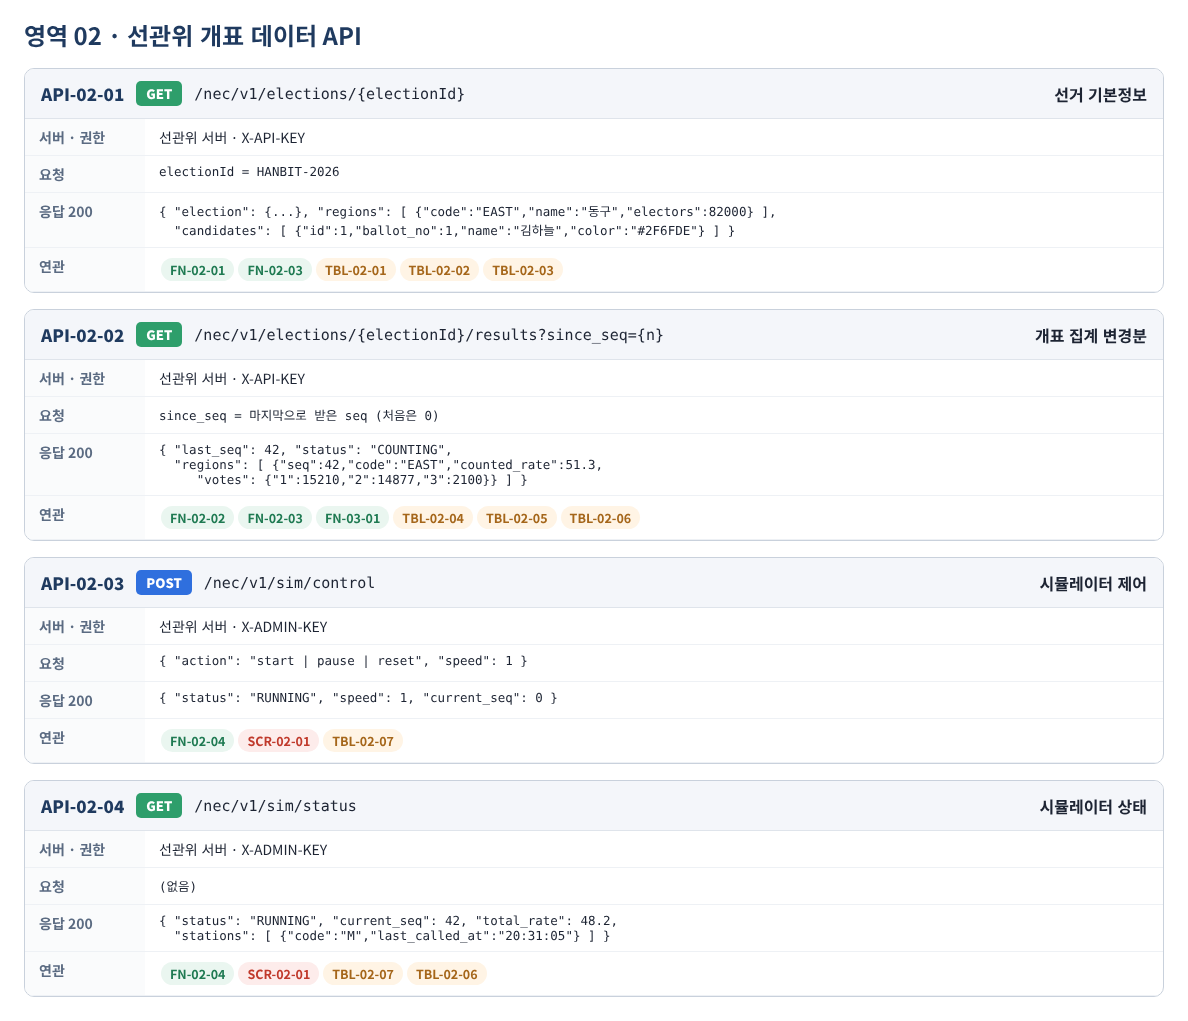 영역 02 · 선관위 개표 데이터 API
API-02-01 GET /nec/v1/elections/{electionId} 선거 기본정보
서버 · 권한 선관위 서버 · X-API-KEY
요청 electionId = HANBIT-2026
응답 200 { "election": {...}, "regions": [ {"code":"EAST","name":"동구","electors":82000} ],
"candidates": [ {"id":1,"ballot_no":1,"name":"김하늘","color":"#2F6FDE"} ] }
연관 FN-02-01 FN-02-03 TBL-02-01 TBL-02-02 TBL-02-03
API-02-02 GET /nec/v1/elections/{electionId}/results?since_seq={n} 개표 집계 변경분
서버 · 권한 선관위 서버 · X-API-KEY
요청 since_seq = 마지막으로 받은 seq (처음은 0)
응답 200 { "last_seq": 42, "status": "COUNTING",
"regions": [ {"seq":42,"code":"EAST","counted_rate":51.3,
"votes": {"1":15210,"2":14877,"3":2100}} ] }
연관 FN-02-02 FN-02-03 FN-03-01 TBL-02-04 TBL-02-05 TBL-02-06
API-02-03 POST /nec/v1/sim/control 시뮬레이터 제어
서버 · 권한 선관위 서버 · X-ADMIN-KEY
요청 { "action": "start | pause | reset", "speed": 1 }
응답 200 { "status": "RUNNING", "speed": 1, "current_seq": 0 }
연관 FN-02-04 SCR-02-01 TBL-02-07
API-02-04 GET /nec/v1/sim/status 시뮬레이터 상태
서버 · 권한 선관위 서버 · X-ADMIN-KEY
요청 (없음)
응답 200 { "status": "RUNNING", "current_seq": 42, "total_rate": 48.2,
"stations": [ {"code":"M","last_called_at":"20:31:05"} ] }
연관 FN-02-04 SCR-02-01 TBL-02-07 TBL-02-06